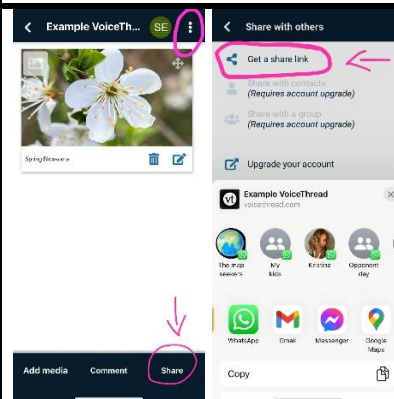 Example VoiceTh...
SE
Spring Blossoms
Add media
Comment
Share
Share with others
Get a share link
Share with contacts
(Requires account upgrade)
Share with a group
(Requires account upgrade)
Upgrade your account
vt
Example VoiceThread
voicethread.com
The map
seekers
My
kids
Kristina
Opponent
day
WhatsApp
Gmail
Messenger
Google
Maps
Copy